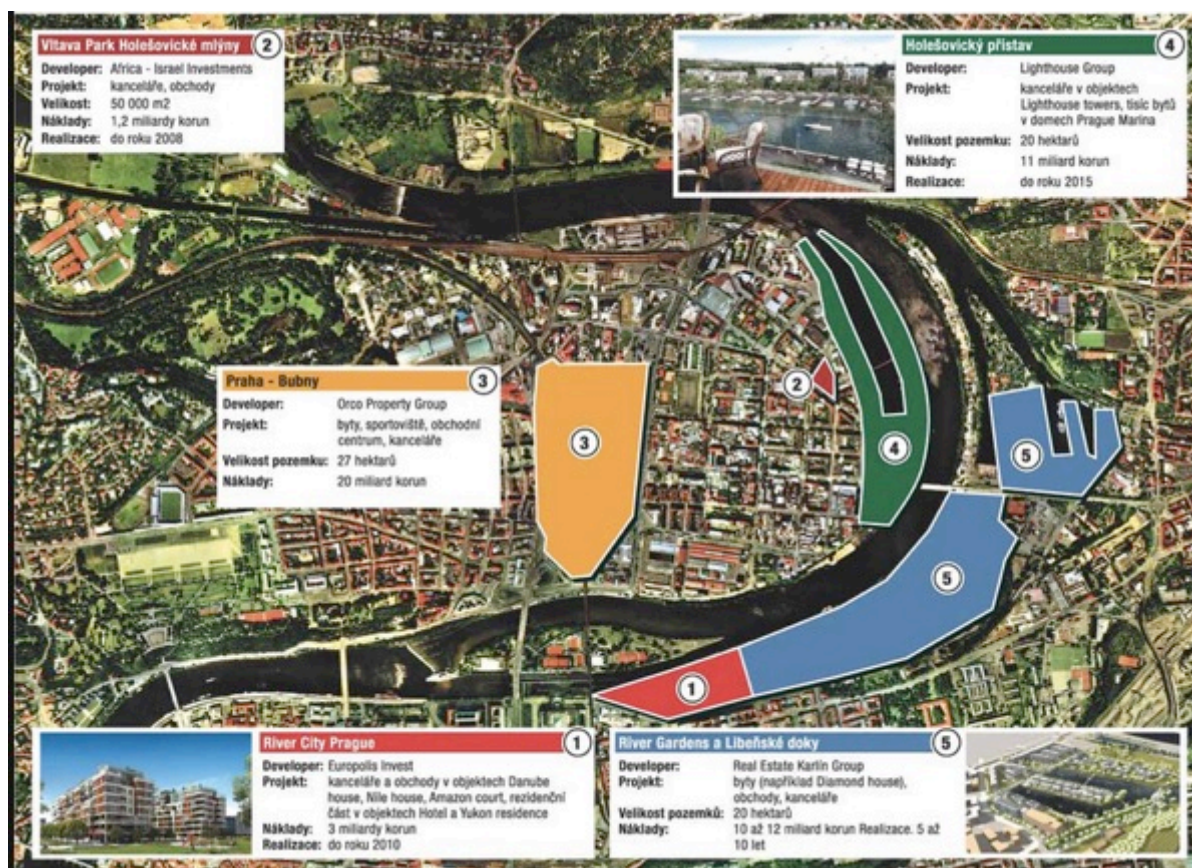 Vltava Park Holešovické mlýny 2
Developer: Africa - Israel Investments
Projekt: kanceláře, obchody
Velikost: 50 000 m2
Náklady: 1,2 miliardy korun
Realizace: do roku 2008
Holešovický přístav 4
Developer: Lighthouse Group
Projekt: kanceláře v objektech
Lighthouse towers, tisíc bytů
v domech Prague Marina
Velikost pozemku: 20 hektarů
Náklady: 11 miliard korun
Realizace: do roku 2015
Praha - Bubny 3
Developer: Orco Property Group
Projekt: byty, sportoviště, obchodní
centrum, kanceláře
Velikost pozemku: 27 hektarů
Náklady: 20 miliard korun
2
3
4
5
5
1
River City Prague 1
Developer: Europolis Invest
Projekt: kanceláře a obchody v objektech Danube
house, Nile house, Amazon court, rezidenční
část v objektech Hotel a Yukon residence
Náklady: 3 miliardy korun
Realizace: do roku 2010
River Gardens a Libeňské doky 5
Developer: Real Estate Karlín Group
Projekt: byty (například Diamond house),
obchody, kanceláře
Velikost pozemků: 20 hektarů
Náklady: 10 až 12 miliard korun Realizace. 5 až
10 let